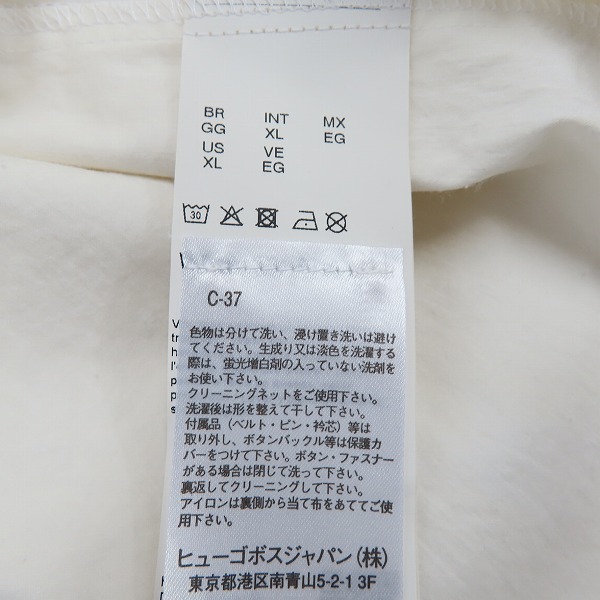 BR INT MX
GG XL EG
US VE
XL EG
30
C-37
色物は分けて洗い、浸け置き洗いは避け
てください。生成り又は淡色を洗濯する
際は、蛍光増白剤の入っていない洗剤を
お使い下さい。
クリーニングネットをご使用下さい。
洗濯後は形を整えて干して下さい。
付属品（ベルト・ピン・衿芯）等は
取り外し、ボタンバックル等は保護カ
バーをつけて下さい。ボタン・ファスナー
がある場合は閉じて洗って下さい。
裏返してクリーニングして下さい。
アイロンは裏側から当て布をあててご使
用下さい。
ヒューゴボスジャパン（株）
東京都港区南青山5-2-1 3F